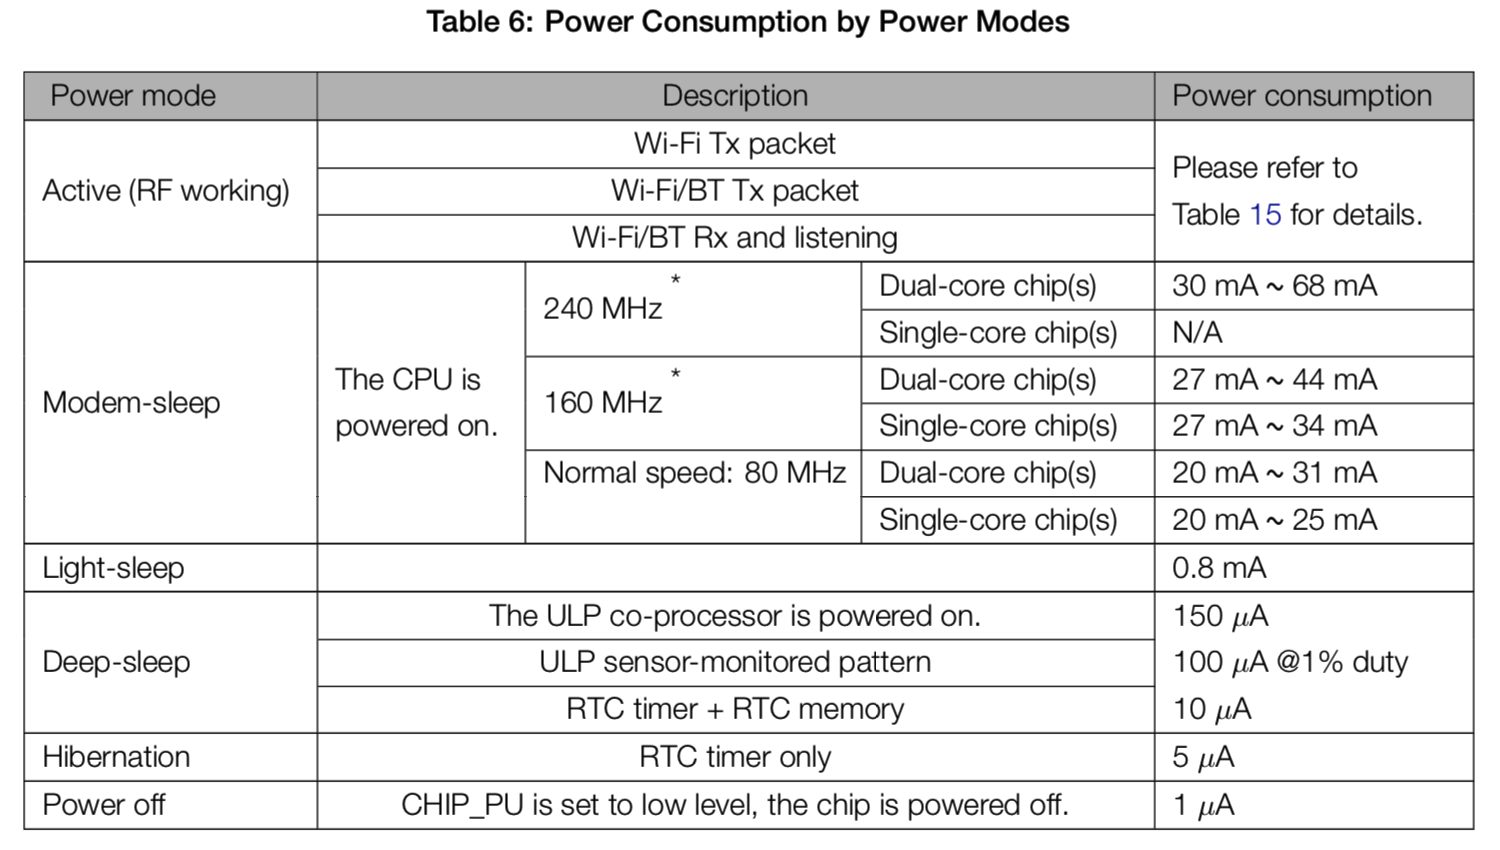 Table 6: Power Consumption by Power Modes
Power mode Description Power consumption
Active (RF working) Wi-Fi Tx packet Please refer to
Wi-Fi/BT Tx packet Table 15 for details.
Wi-Fi/BT Rx and listening
Modem-sleep The CPU is powered on. 240 MHz * Dual-core chip(s) 30 mA ~ 68 mA
Single-core chip(s) N/A
160 MHz * Dual-core chip(s) 27 mA ~ 44 mA
Single-core chip(s) 27 mA ~ 34 mA
Normal speed: 80 MHz Dual-core chip(s) 20 mA ~ 31 mA
Single-core chip(s) 20 mA ~ 25 mA
Light-sleep 0.8 mA
Deep-sleep The ULP co-processor is powered on. 150 μA
ULP sensor-monitored pattern 100 μA @1% duty
RTC timer + RTC memory 10 μA
Hibernation RTC timer only 5 μA
Power off CHIP_PU is set to low level, the chip is powered off. 1 μA